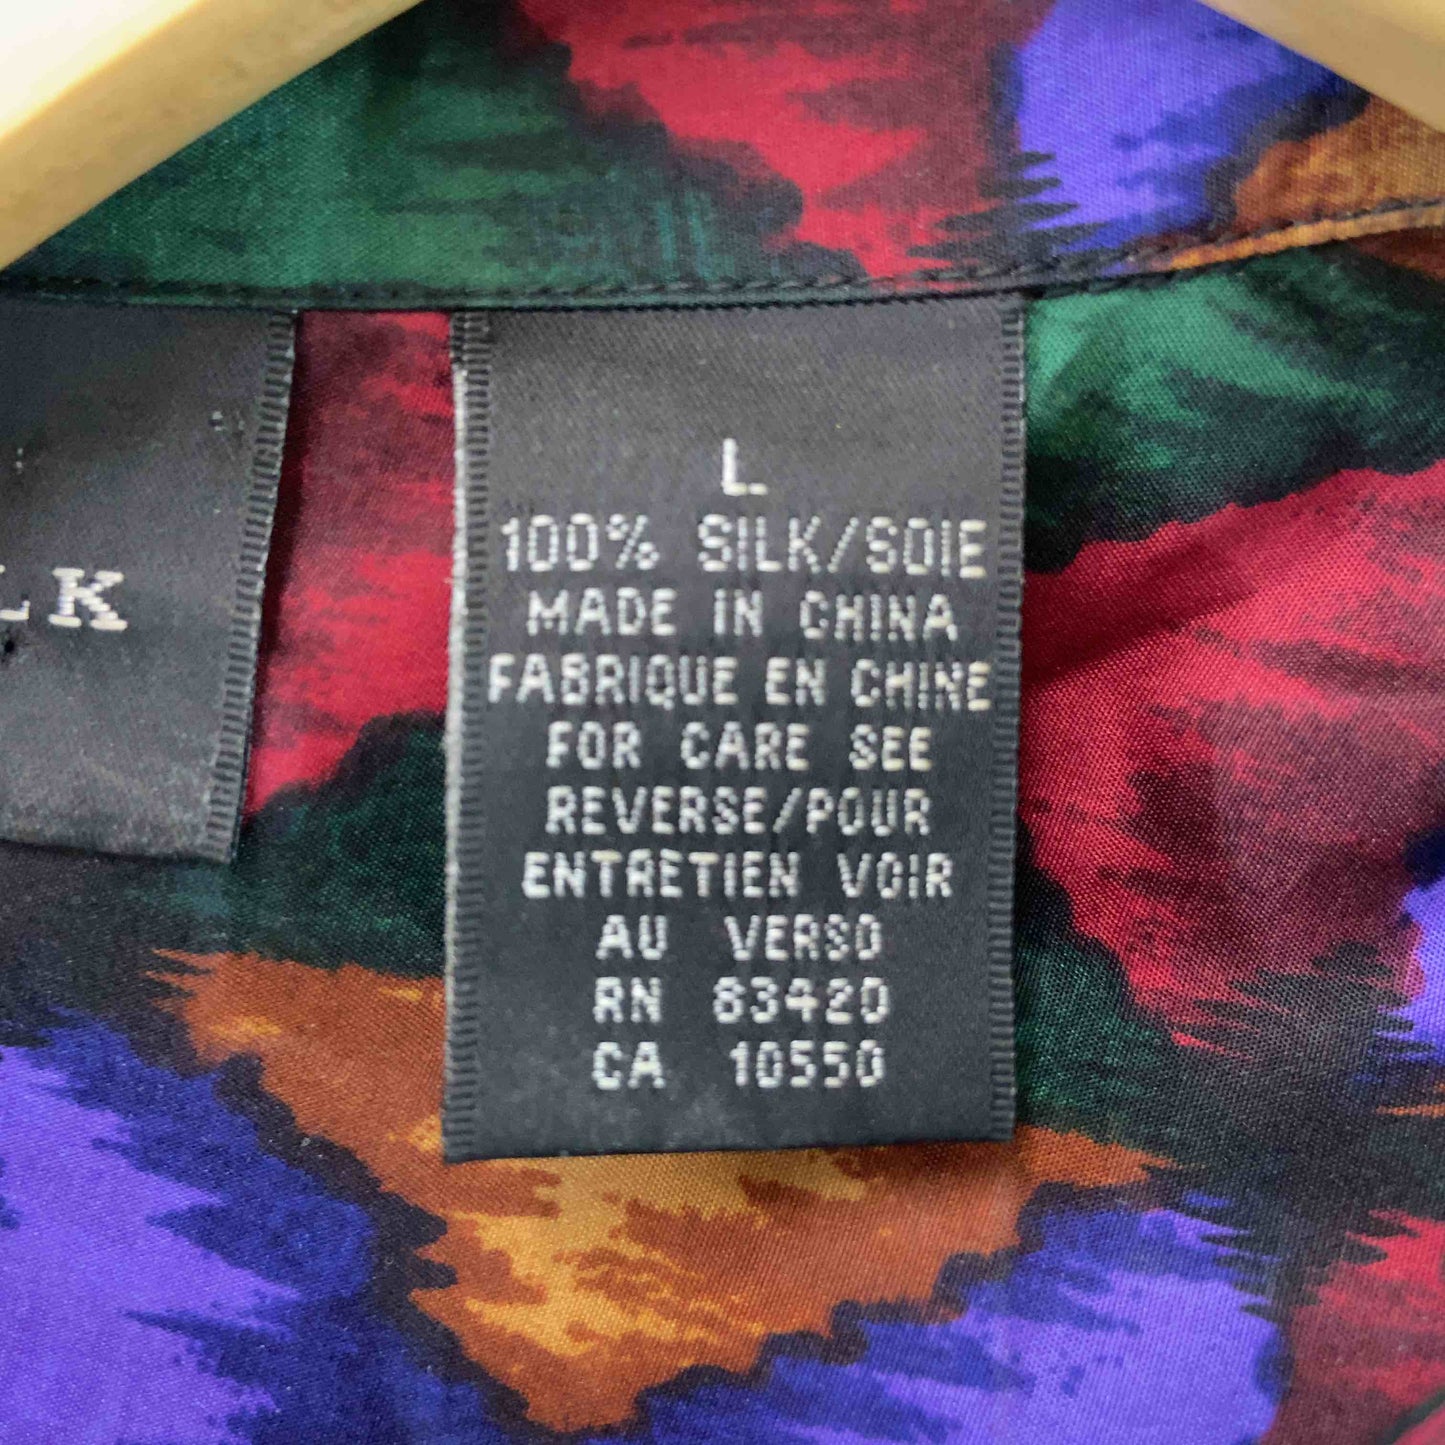 LK
L
100% SILK/SOIE
MADE IN CHINA
FABRIQUE EN CHINE
FOR CARE SEE
REVERSE/POUR
ENTRETIEN VOIR
AU VERSO
RN 83420
CA 10550